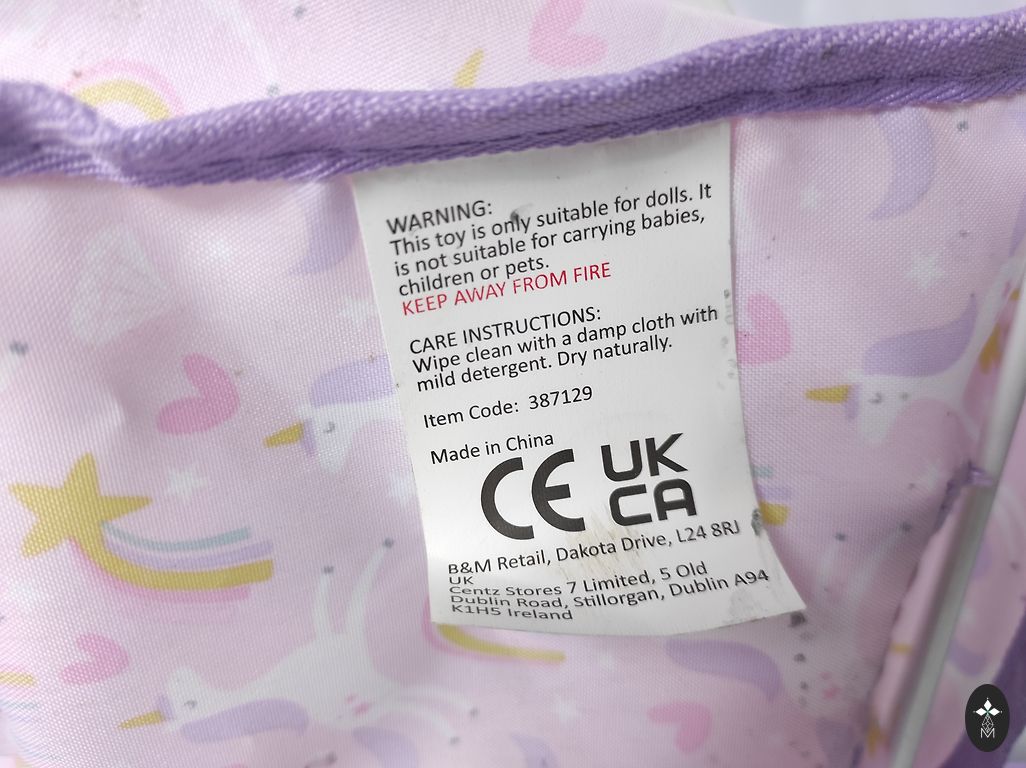 WARNING:
This toy is only suitable for dolls. It
is not suitable for carrying babies,
children or pets.
KEEP AWAY FROM FIRE
CARE INSTRUCTIONS:
Wipe clean with a damp cloth with
mild detergent. Dry naturally.
Item Code: 387129
Made in China
CE
UK
CA
B&M Retail, Dakota Drive, L24 8RJ
UK
Centz Stores 7 Limited, 5 Old
Dublin Road, Stillorgan, Dublin A94
K1H5 Ireland
M